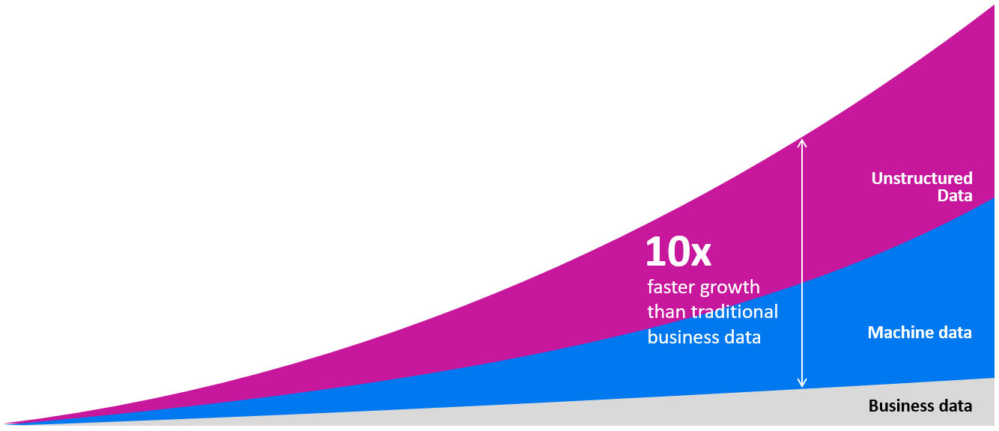 Unstructured
Data
10x
faster growth
than traditional
business data
Machine data
Business data